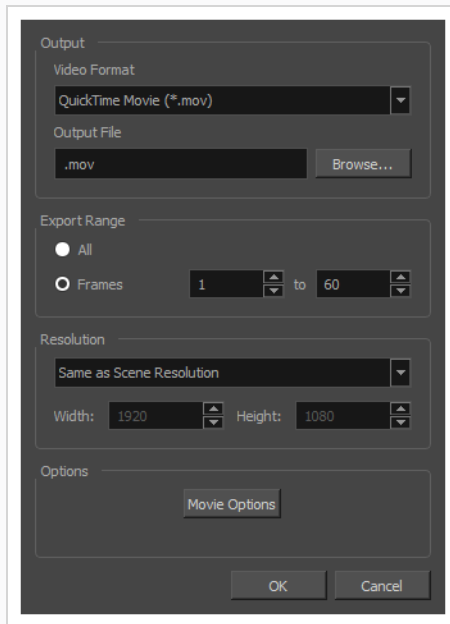 Output
Video Format
QuickTime Movie (*.mov)
Output File
.mov Browse...
Export Range
All
Frames 1 to 60
Resolution
Same as Scene Resolution
Width: 1920 Height: 1080
Options
Movie Options
OK Cancel